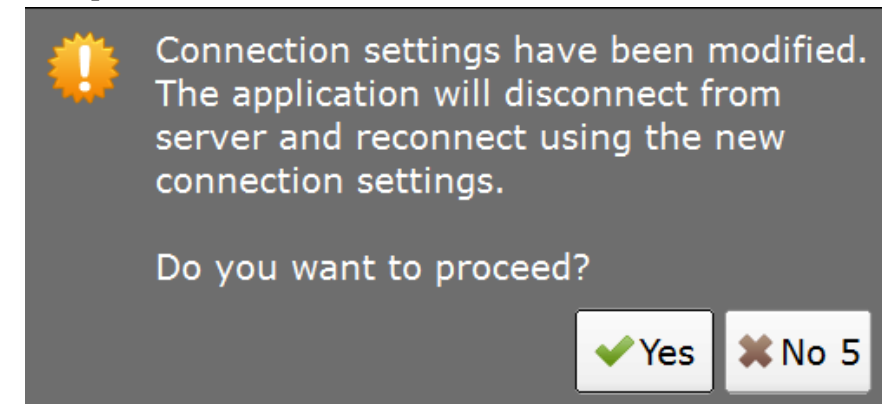 Connection settings have been modified.
The application will disconnect from
server and reconnect using the new
connection settings.
Do you want to proceed?
Yes No 5